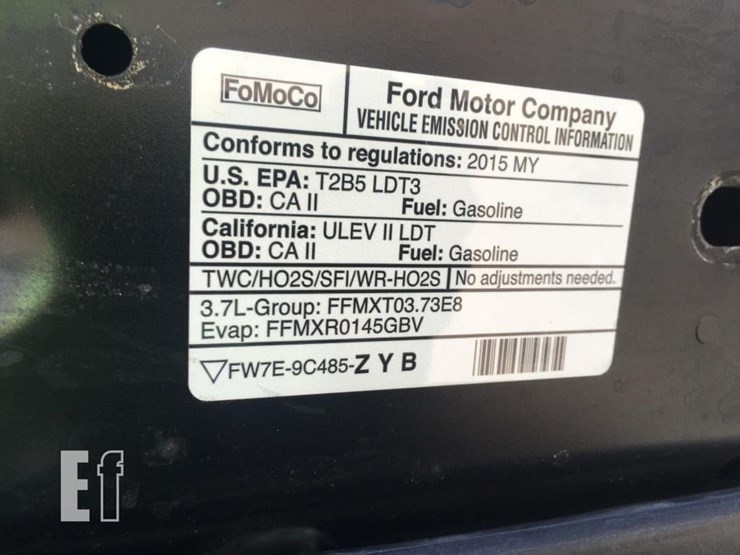 FoMoCo
Ford Motor Company
VEHICLE EMISSION CONTROL INFORMATION
Conforms to regulations: 2015 MY
U.S. EPA: T2B5 LDT3
OBD: CA II Fuel: Gasoline
California: ULEV II LDT
OBD: CA II Fuel: Gasoline
TWC/HO2S/SFI/WR-HO2S No adjustments needed.
3.7L-Group: FFMXT03.73E8
Evap: FFMXR0145GBV
▽FW7E-9C485-Z Y B
Ef